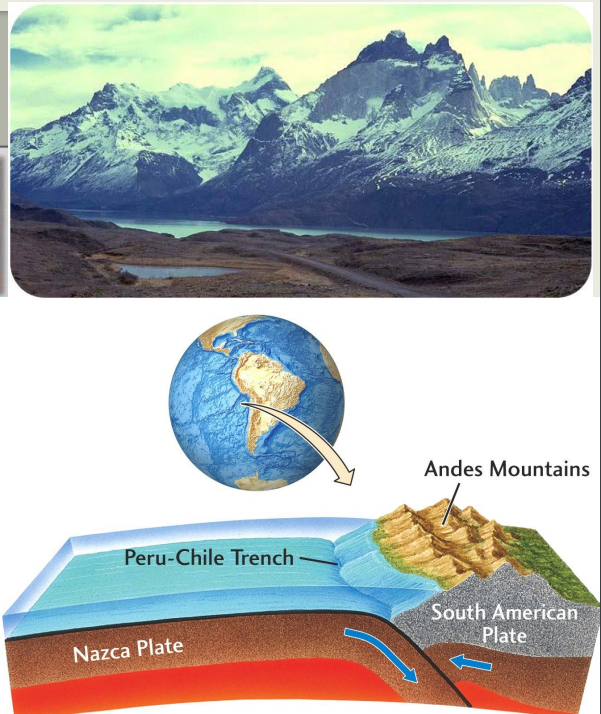 Andes Mountains
Peru-Chile Trench
South American
Plate
Nazca Plate